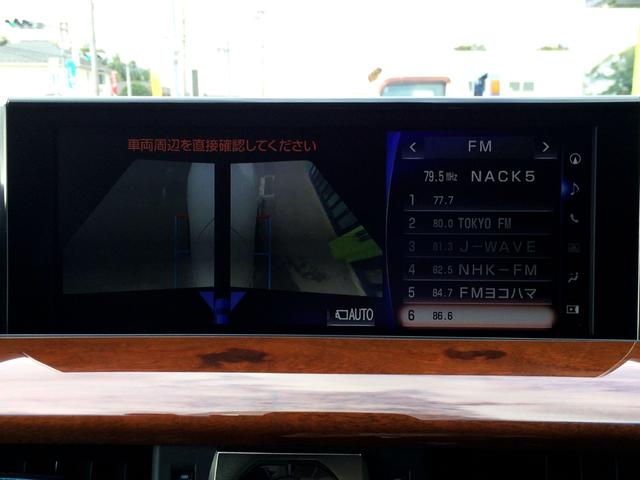 車両周辺を直接確認してください
FM
79.5MHz NACK5
1 77.7
2 80.0 TOKYO FM
3 81.3 J-WAVE
4 82.5 NHK-FM
5 84.7 FMヨコハマ
6 86.6
AUTO